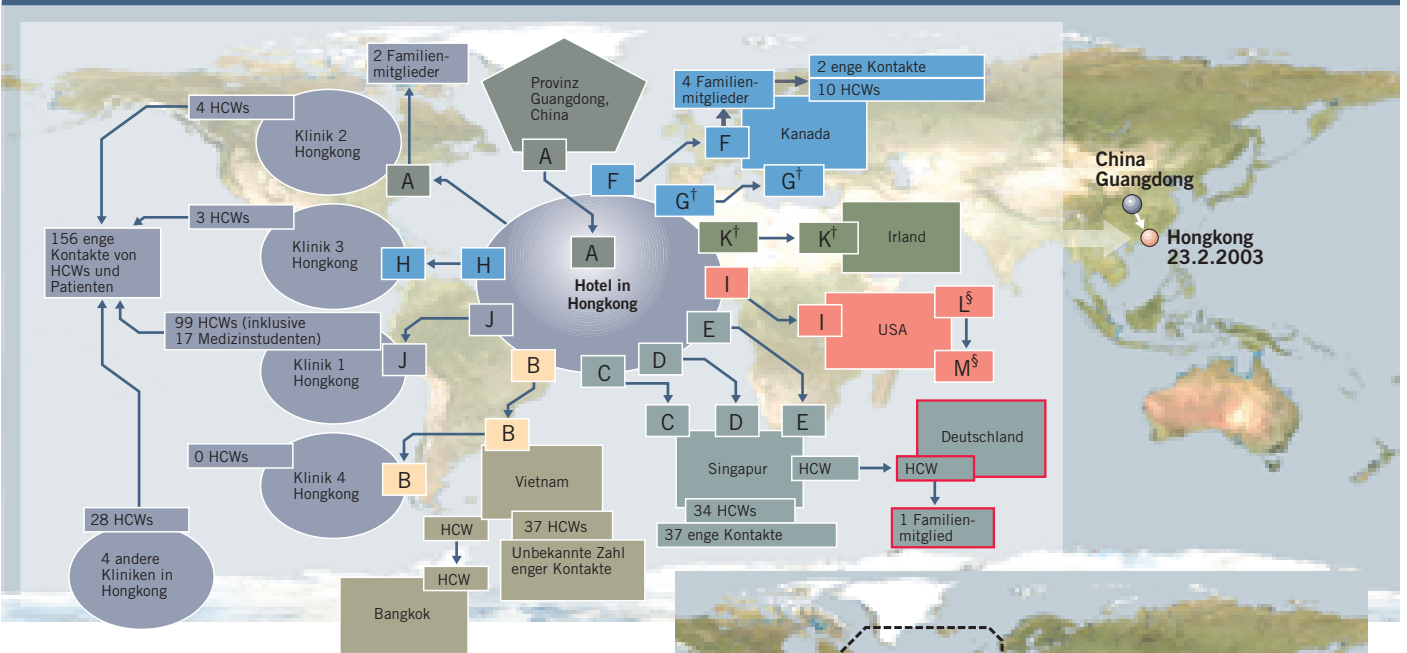 2 Familien-
mitglieder
4 HCWs
Klinik 2
Hongkong
A
Provinz
Guangdong,
China
A
4 Familien-
mitglieder
2 enge Kontakte
10 HCWs
F
Kanada
F
G†
G†
China
Guangdong
Hongkong
23.2.2003
3 HCWs
156 enge
Kontakte von
HCWs und
Patienten
Klinik 3
Hongkong
H
H
A
Hotel in
Hongkong
K†
K†
Irland
I
I
USA
L§
M§
99 HCWs (inklusive
17 Medizinstudenten)
Klinik 1
Hongkong
J
J
B
C
D
E
B
C
D
E
0 HCWs
Klinik 4
Hongkong
B
Vietnam
HCW
37 HCWs
Unbekannte Zahl
enger Kontakte
HCW
Bangkok
Singapur
HCW
34 HCWs
37 enge Kontakte
Deutschland
HCW
1 Familien-
mitglied
28 HCWs
4 andere
Kliniken in
Hongkong